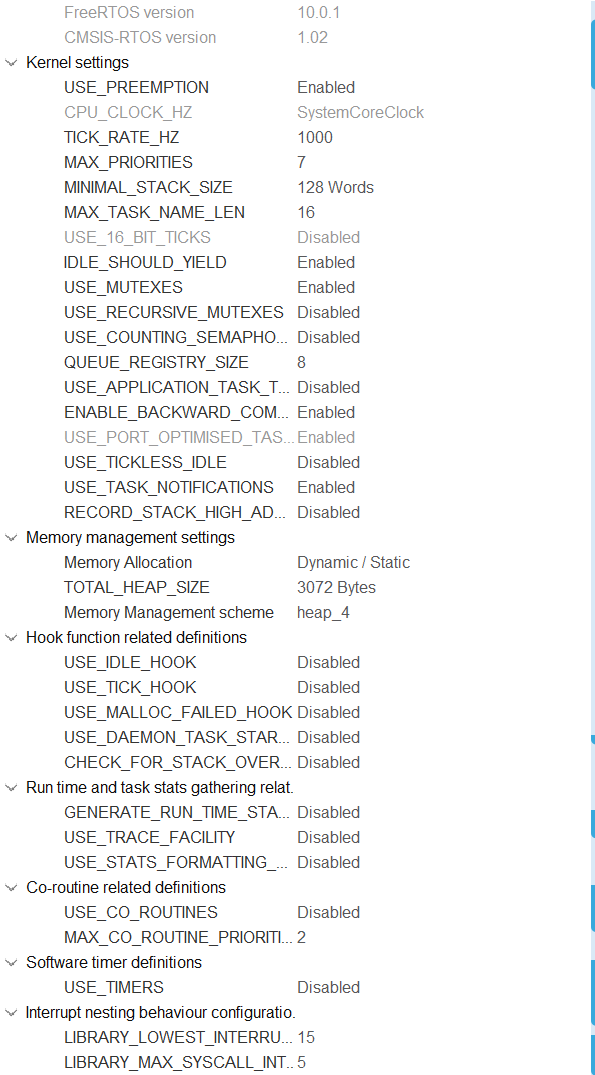 FreeRTOS version 10.0.1
CMSIS-RTOS version 1.02
Kernel settings
USE_PREEMPTION Enabled
CPU_CLOCK_HZ SystemCoreClock
TICK_RATE_HZ 1000
MAX_PRIORITIES 7
MINIMAL_STACK_SIZE 128 Words
MAX_TASK_NAME_LEN 16
USE_16_BIT_TICKS Disabled
IDLE_SHOULD_YIELD Enabled
USE_MUTEXES Enabled
USE_RECURSIVE_MUTEXES Disabled
USE_COUNTING_SEMAPHO... Disabled
QUEUE_REGISTRY_SIZE 8
USE_APPLICATION_TASK_T... Disabled
ENABLE_BACKWARD_COM... Enabled
USE_PORT_OPTIMISED_TAS... Enabled
USE_TICKLESS_IDLE Disabled
USE_TASK_NOTIFICATIONS Enabled
RECORD_STACK_HIGH_AD... Disabled
Memory management settings
Memory Allocation Dynamic / Static
TOTAL_HEAP_SIZE 3072 Bytes
Memory Management scheme heap_4
Hook function related definitions
USE_IDLE_HOOK Disabled
USE_TICK_HOOK Disabled
USE_MALLOC_FAILED_HOOK Disabled
USE_DAEMON_TASK_STAR... Disabled
CHECK_FOR_STACK_OVER... Disabled
Run time and task stats gathering relat.
GENERATE_RUN_TIME_STA... Disabled
USE_TRACE_FACILITY Disabled
USE_STATS_FORMATTING_... Disabled
Co-routine related definitions
USE_CO_ROUTINES Disabled
MAX_CO_ROUTINE_PRIORITI... 2
Software timer definitions
USE_TIMERS Disabled
Interrupt nesting behaviour configuratio.
LIBRARY_LOWEST_INTERRU... 15
LIBRARY_MAX_SYSCALL_INT.. 5